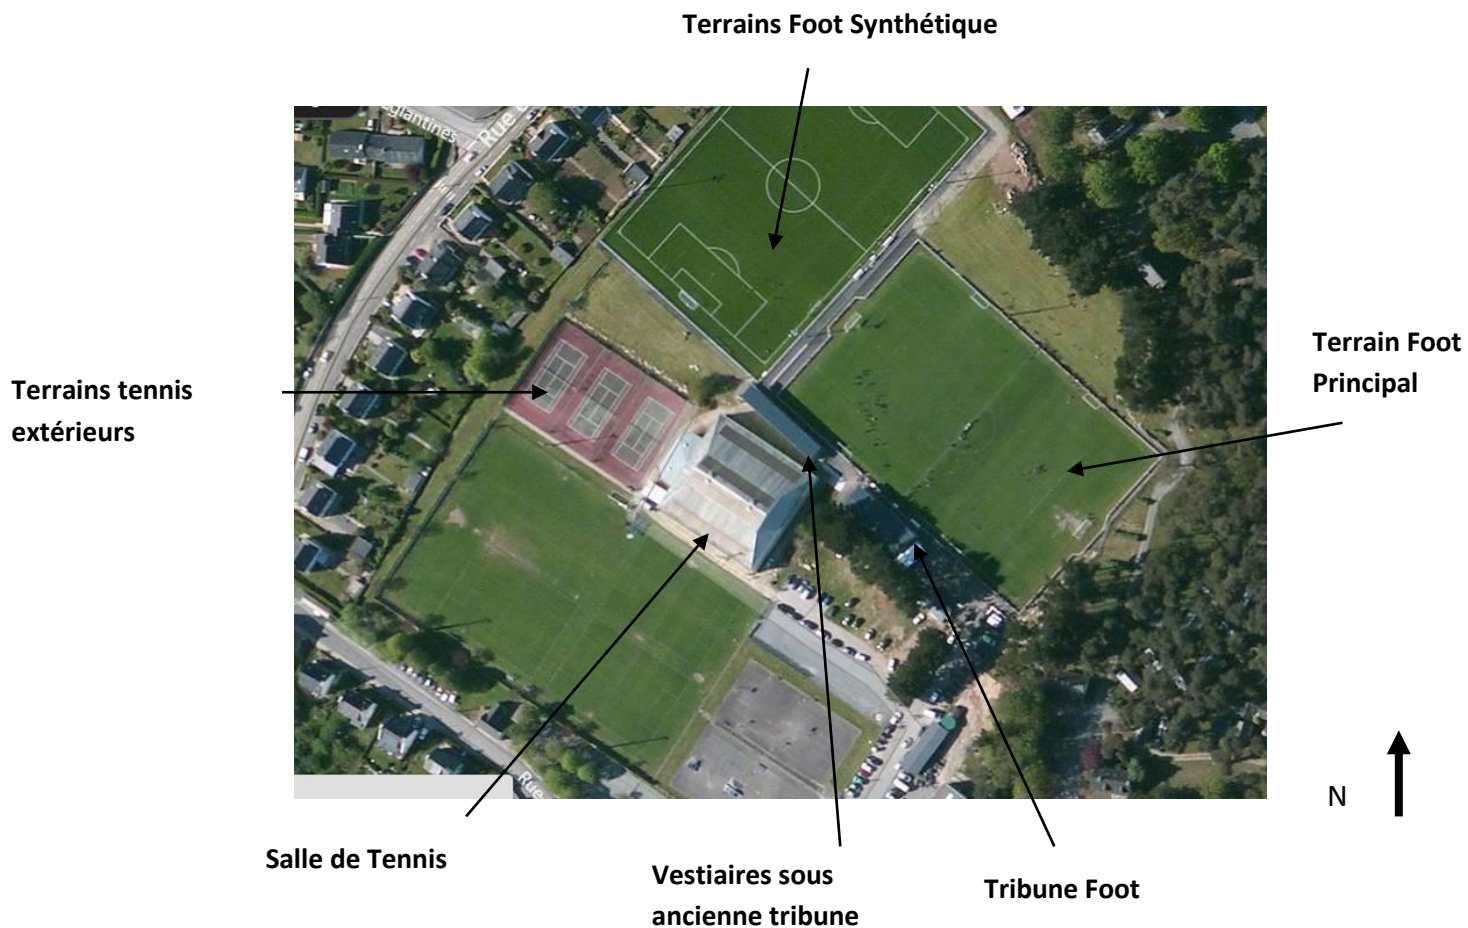 Terrains Foot Synthétique
Terrain Foot
Principal
Terrains tennis
extérieurs
N
Salle de Tennis
Vestiaires sous
ancienne tribune
Tribune Foot
Rue
Rue